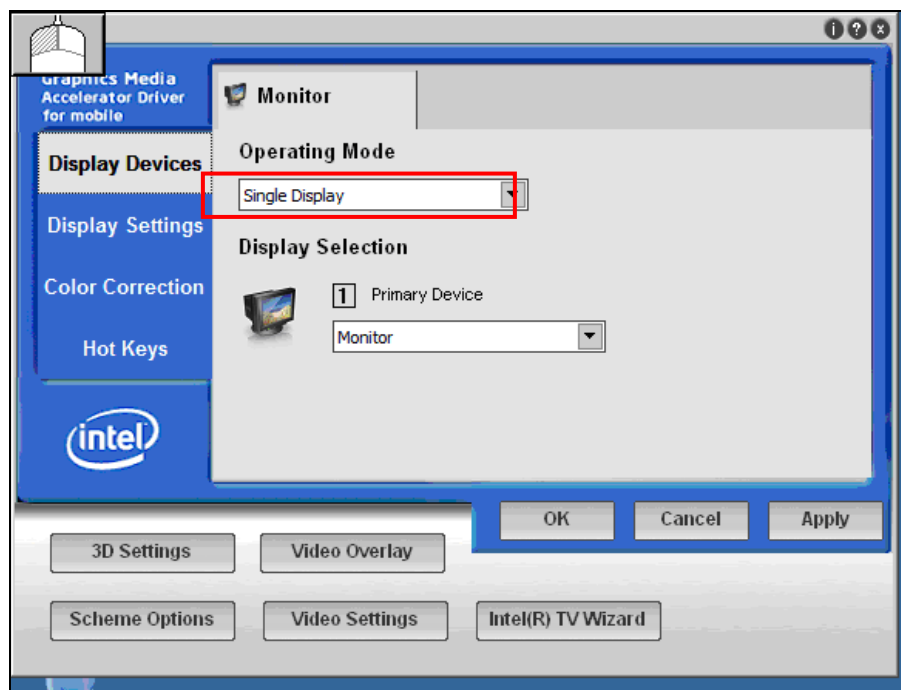 Graphics Media
Accelerator Driver
for mobile
Monitor
Display Devices
Display Settings
Color Correction
Hot Keys
intel
Operating Mode
Single Display
Display Selection
1 Primary Device
Monitor
OK Cancel Apply
3D Settings Video Overlay
Scheme Options Video Settings Intel(R) TV Wizard